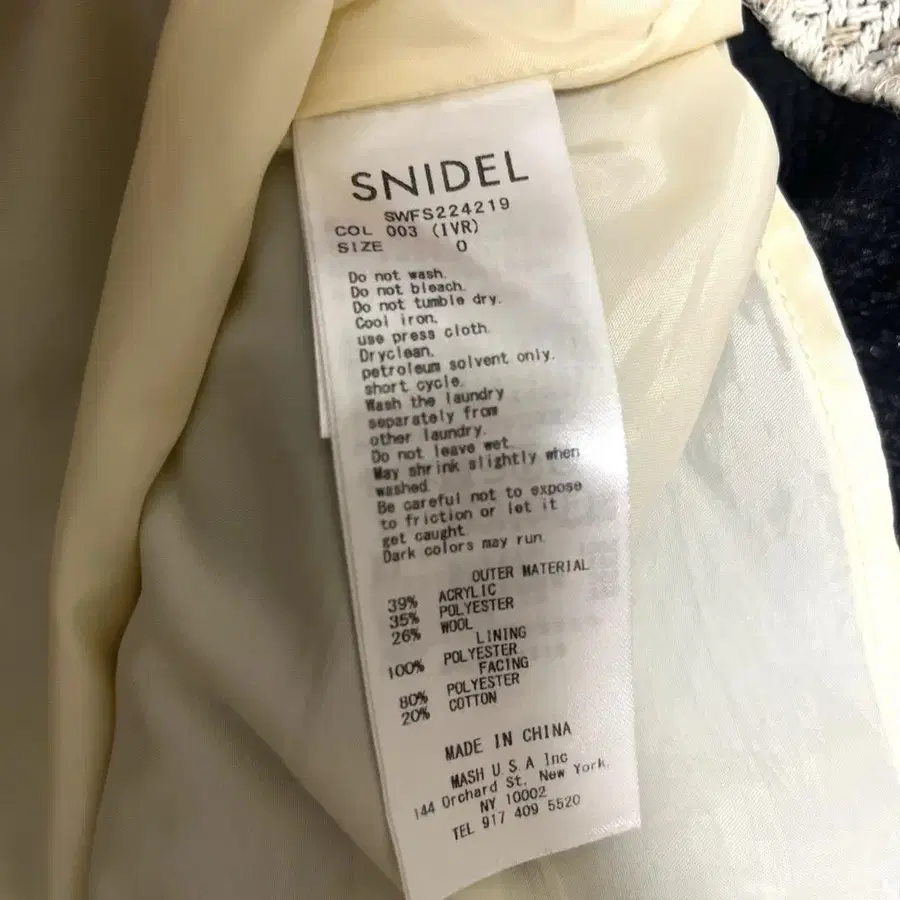 SNIDEL
SWFS224219
COL 003 (IVR)
SIZE 0
Do not wash.
Do not bleach.
Do not tumble dry.
Cool iron,
use press cloth.
Dryclean,
petroleum solvent only.
short cycle.
Wash the laundry
separately from
other laundry.
Do not leave wet.
May shrink slightly when
washed.
Be careful not to expose
to friction or let it
get caught.
Dark colors may run.
OUTER MATERIAL
39% ACRYLIC
35% POLYESTER
26% WOOL
LINING
100% POLYESTER
FACING
80% POLYESTER
20% COTTON
MADE IN CHINA
MASH U.S.A Inc
144 Orchard St. New York,
NY 10002
TEL 917 409 5520